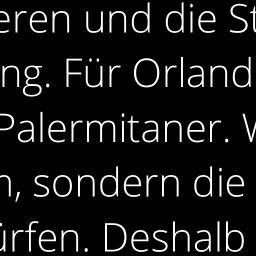 eren und die St
ng. Für Orland
Palermitaner. W
n, sondern die
ürfen. Deshalb